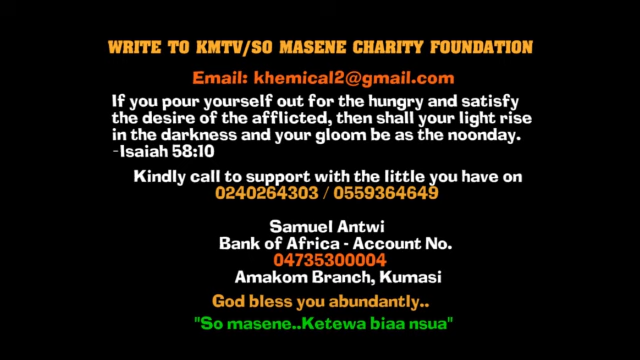 WRITE TO KMTV/SO MASENE CHARITY FOUNDATION
Email: khemical2@gmail.com
If you pour yourself out for the hungry and satisfy
the desire of the afflicted, then shall your light rise
in the darkness and your gloom be as the noonday.
-Isaiah 58:10
Kindly call to support with the little you have on
0240264303 / 0559364649
Samuel Antwi
Bank of Africa - Account No.
04735300004
Amakom Branch, Kumasi
God bless you abundantly..
"So masene..Ketewa biaa nsua"